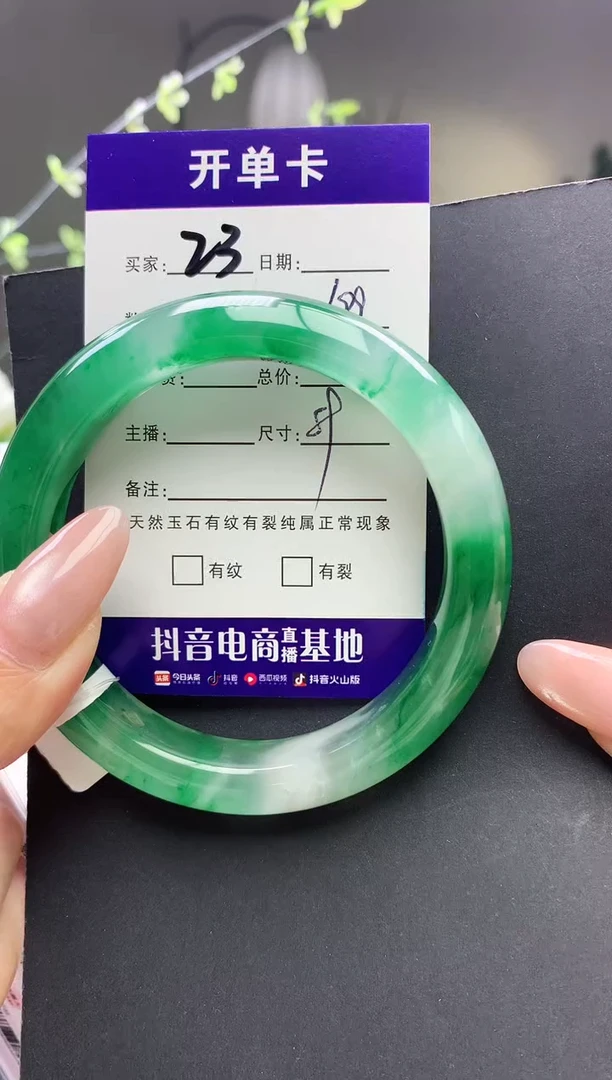 开单卡
买家: 23 日期:
费: 总价:
主播: 尺寸:
备注:
天然玉石有纹有裂纯属正常现象
有纹 有裂
抖音电商直播基地
头条 今日头条 抖音 西瓜视频 抖音火山版